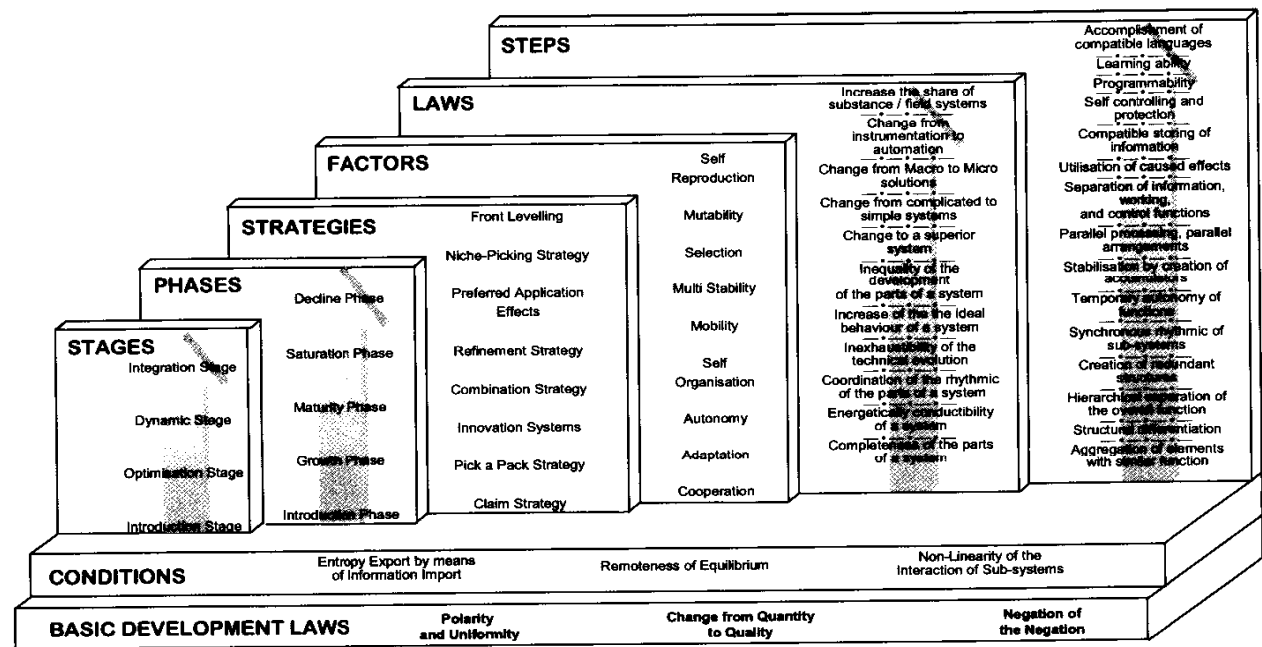 STEPS
Accomplishment of
compatible languages
Learning ability
Programmability
Self controlling and
protection
Compatible storing of
information
Utilisation of caused effects
Separation of information,
working,
and control functions
Parallel processing, parallel
arrangements
Stabilisation by creation of
accumulators
Temporary autonomy of
functions
Synchronous rhythmic of
sub-systems
Creation of redundant
structures
Hierarchical separation of
the overall function
Structural differentiation
Aggregation of elements
with similar function
LAWS
Increase the share of
substance / field systems
Change from
instrumentation to
automation
Change from Macro to Micro
solutions
Change from complicated to
simple systems
Change to a superior
system
Inequality of the
development
of the parts of a system
Increase of the the ideal
behaviour of a system
Inexhaustibility of the
technical evolution
Coordination of the rhythmic
of the parts of a system
Energetically conductibility
of a system
Completeness of the parts
of a system
FACTORS
Self
Reproduction
Mutability
Selection
Multi Stability
Mobility
Self
Organisation
Autonomy
Adaptation
Cooperation
STRATEGIES
Front Levelling
Niche-Picking Strategy
Preferred Application
Effects
Refinement Strategy
Combination Strategy
Innovation Systems
Pick a Pack Strategy
Claim Strategy
PHASES
Decline Phase
Saturation Phase
Maturity Phase
Growth Phase
Introduction Phase
STAGES
Integration Stage
Dynamic Stage
Optimisation Stage
Introduction Stage
CONDITIONS
Entropy Export by means
of Information Import
Remoteness of Equilibrium
Non-Linearity of the
Interaction of Sub-systems
BASIC DEVELOPMENT LAWS
Polarity
and Uniformity
Change from Quantity
to Quality
Negation of
the Negation